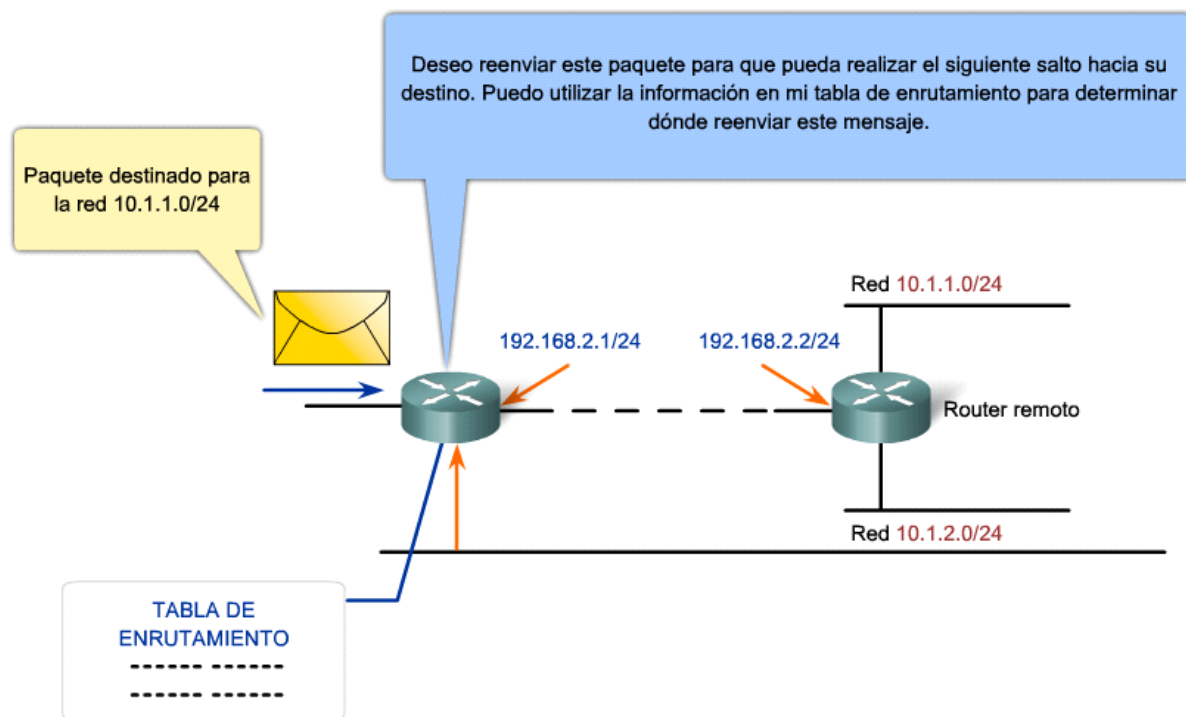 Deseo reenviar este paquete para que pueda realizar el siguiente salto hacia su
destino. Puedo utilizar la información en mi tabla de enrutamiento para determinar
dónde reenviar este mensaje.
Paquete destinado para
la red 10.1.1.0/24
Red 10.1.1.0/24
192.168.2.1/24
192.168.2.2/24
Router remoto
Red 10.1.2.0/24
TABLA DE
ENRUTAMIENTO